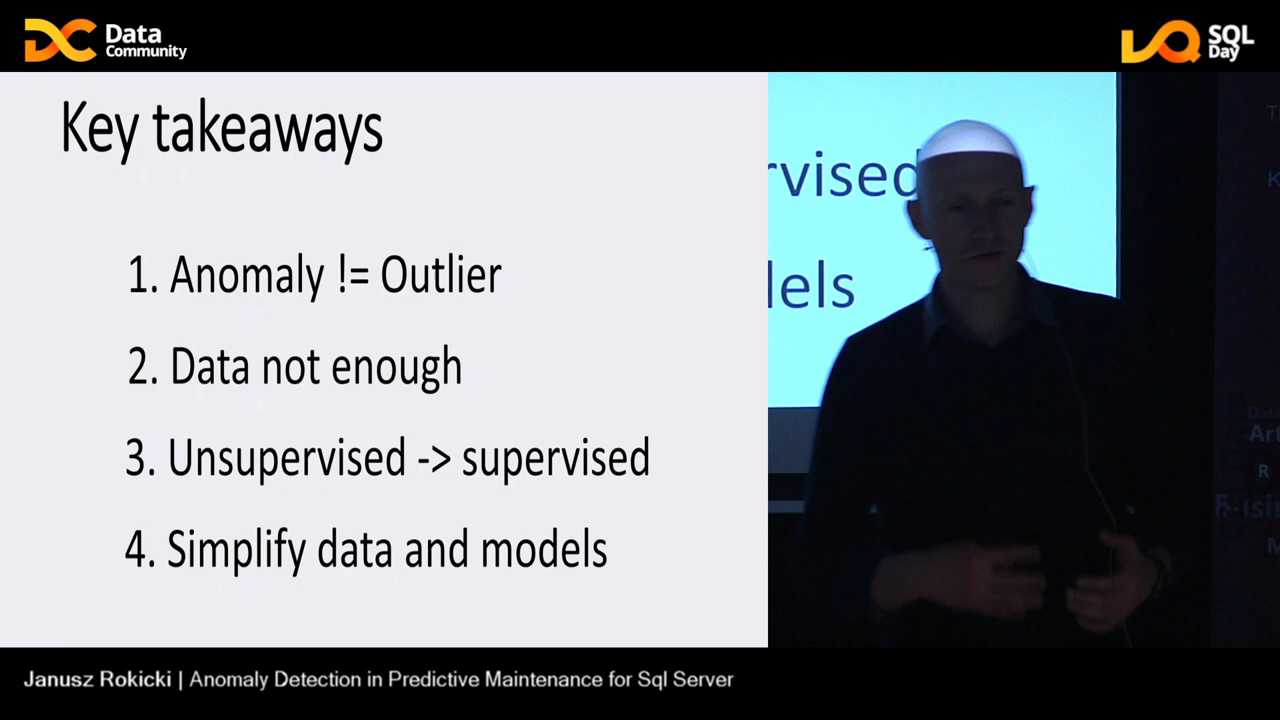 Data
Community
SQL
Day
Key takeaways
1. Anomaly != Outlier
2. Data not enough
3. Unsupervised -> supervised
4. Simplify data and models
rvised
lels
Janusz Rokicki | Anomaly Detection in Predictive Maintenance for Sql Server